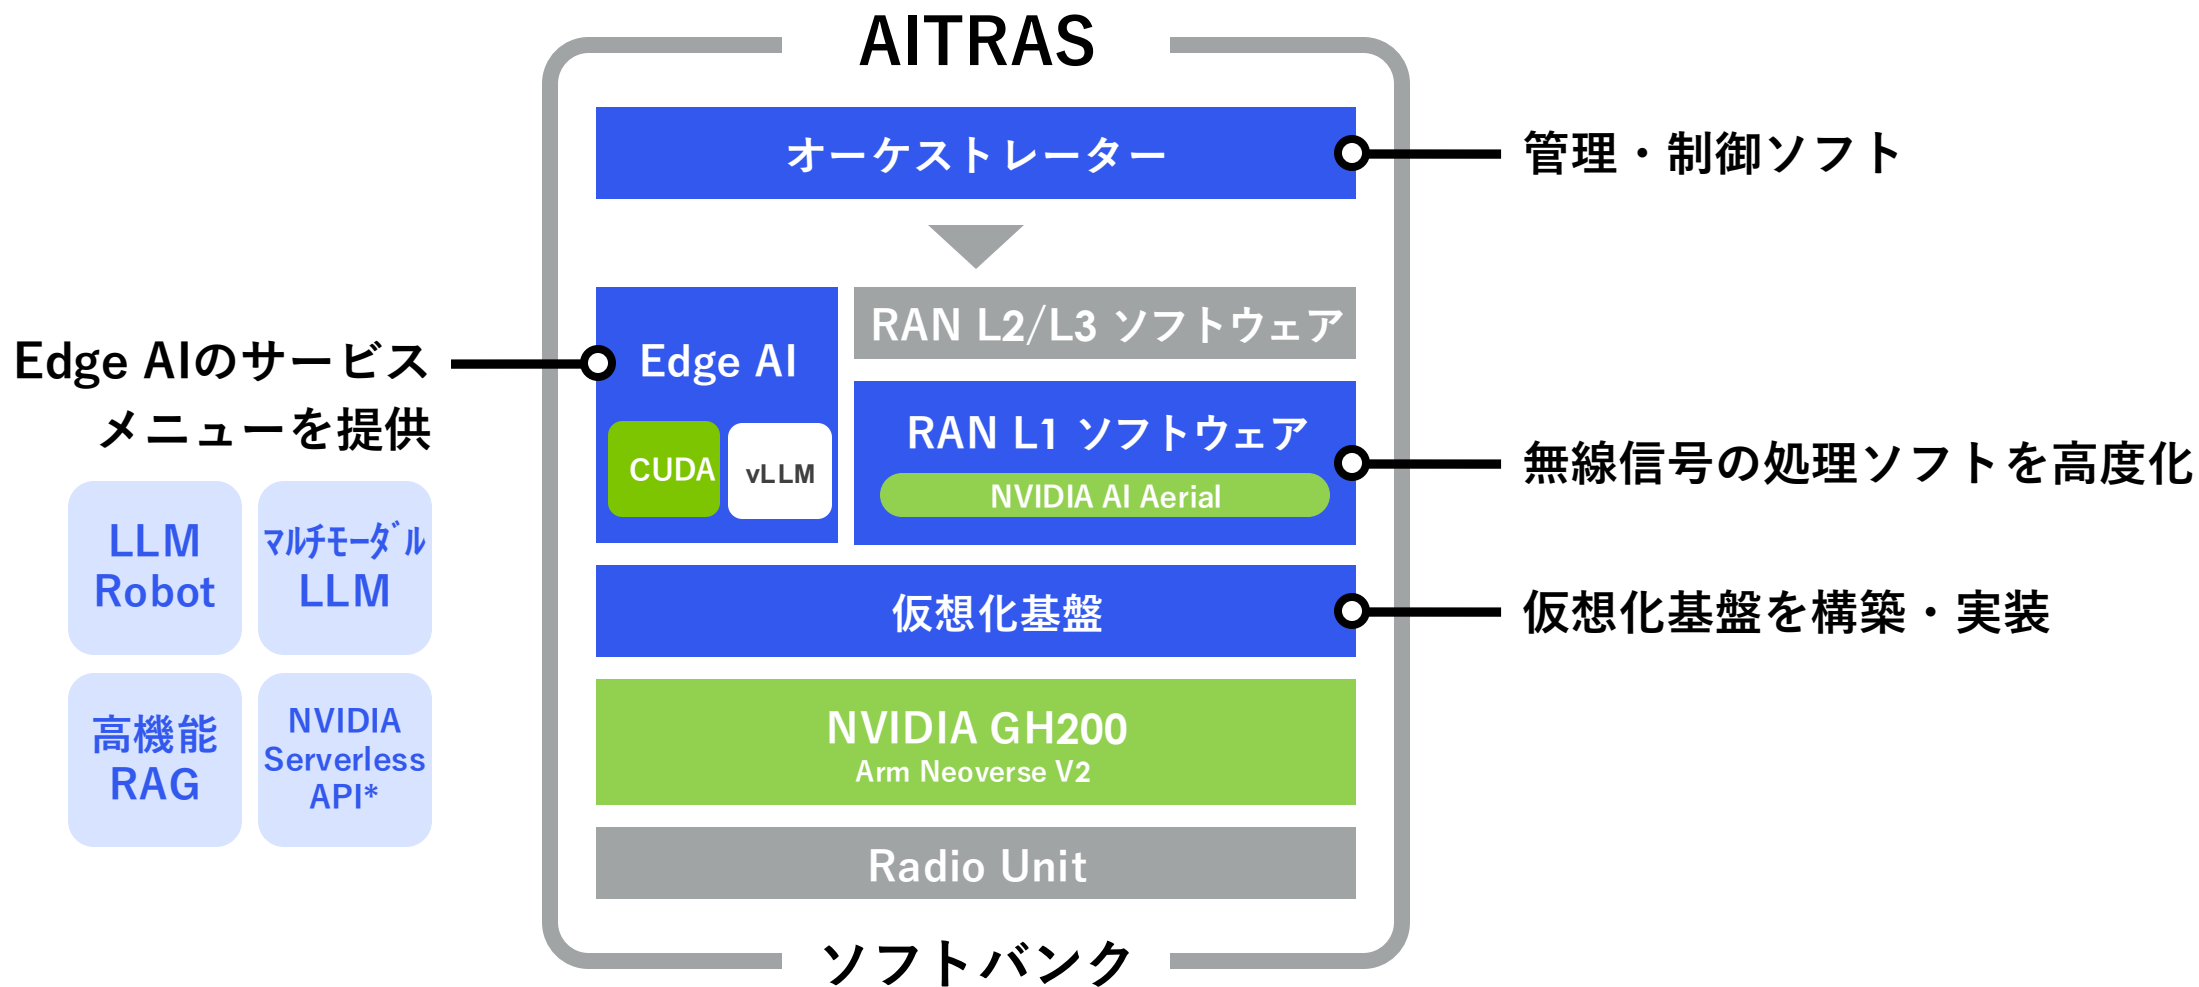 AITRAS
オーケストレーター
管理・制御ソフト
Edge AIのサービス
メニューを提供
LLM
Robot
マルチモーダル
LLM
高機能
RAG
NVIDIA
Serverless
API*
Edge AI
CUDA
vLLM
RAN L2/L3 ソフトウェア
RAN L1 ソフトウェア
NVIDIA AI Aerial
無線信号の処理ソフトを高度化
仮想化基盤
仮想化基盤を構築・実装
NVIDIA GH200
Arm Neoverse V2
Radio Unit
ソフトバンク